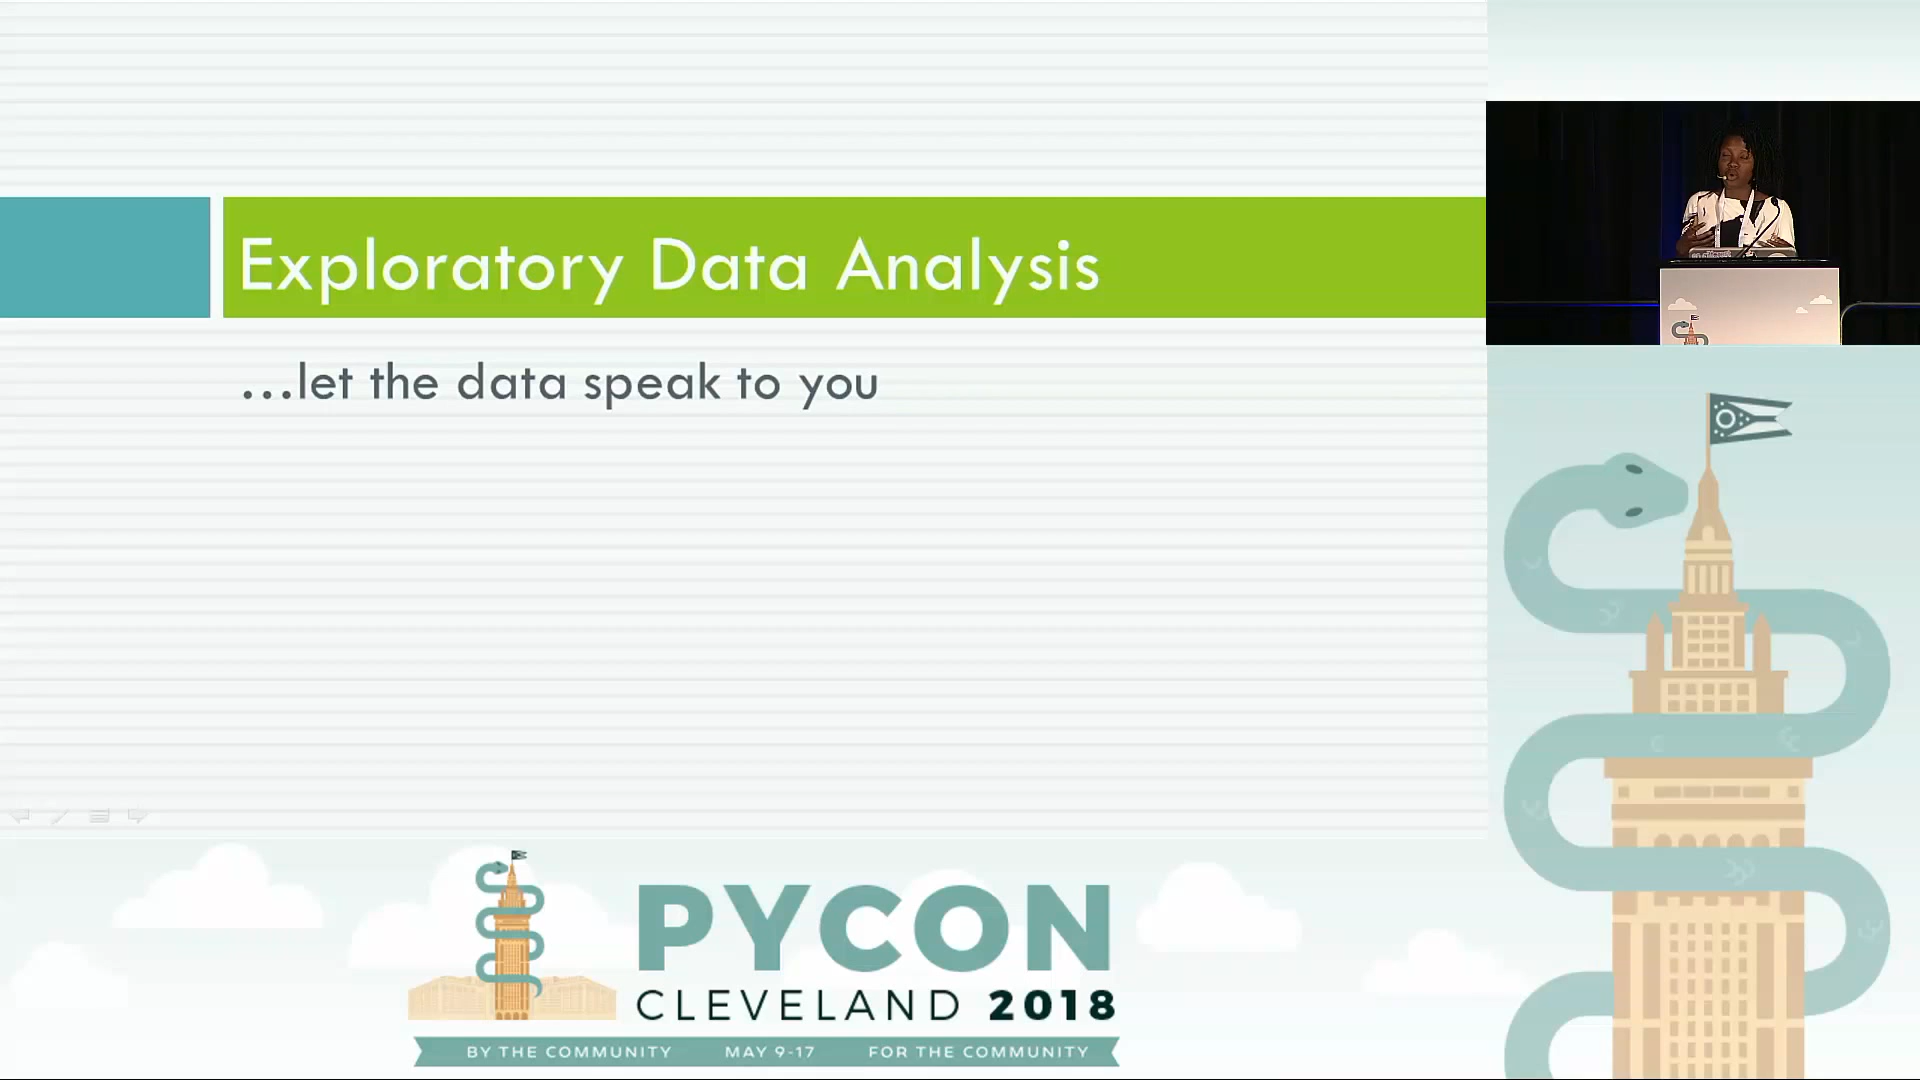 Exploratory Data Analysis
...let the data speak to you
PYCON
CLEVELAND 2018
BY THE COMMUNITY MAY 9-17 FOR THE COMMUNITY